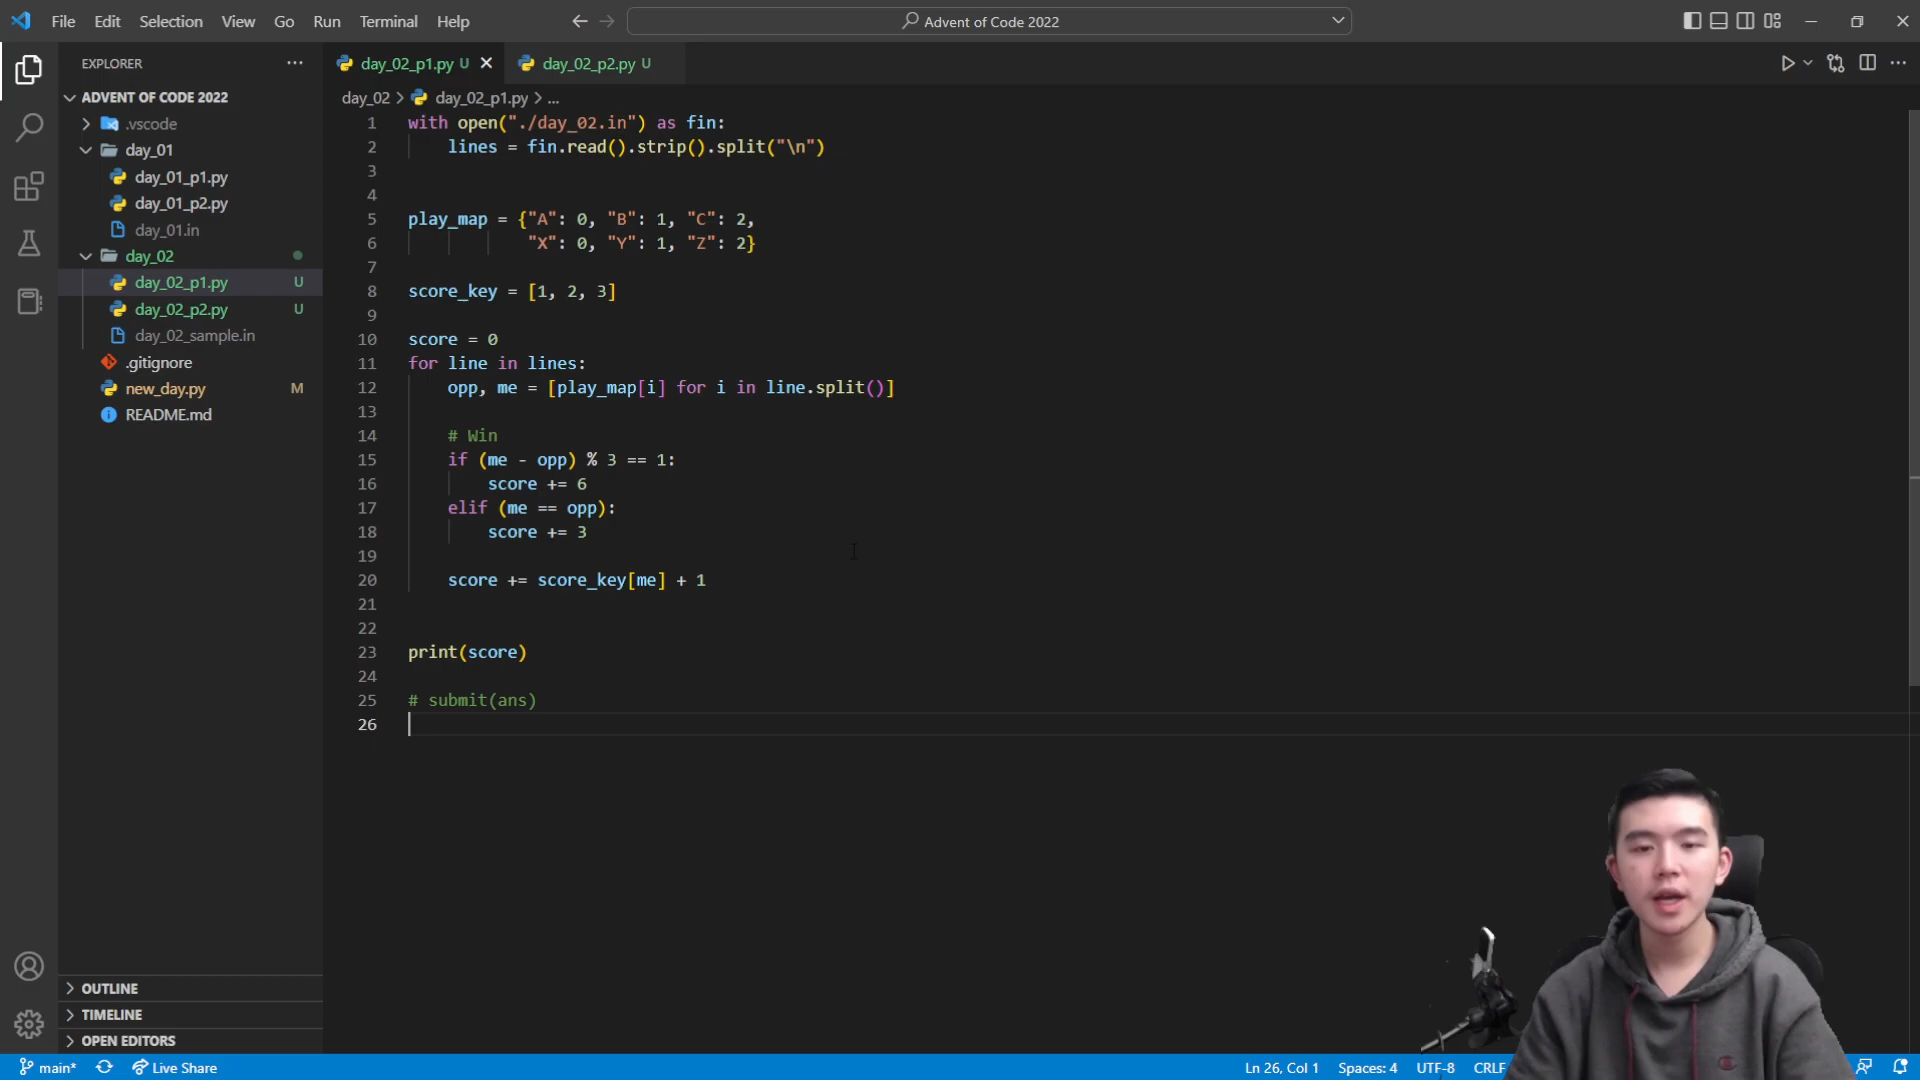 File Edit Selection View Go Run Terminal Help
Advent of Code 2022
EXPLORER
ADVENT OF CODE 2022
.vscode
day_01
day_01_p1.py
day_01_p2.py
day_01.in
day_02
day_02_p1.py U
day_02_p2.py U
day_02_sample.in
.gitignore
new_day.py M
README.md
OUTLINE
TIMELINE
OPEN EDITORS
day_02_p1.py U
day_02_p2.py U
day_02 > day_02_p1.py > ...
1 with open("./day_02.in") as fin:
2 lines = fin.read().strip().split("\n")
3
4
5 play_map = {"A": 0, "B": 1, "C": 2,
6 "X": 0, "Y": 1, "Z": 2}
7
8 score_key = [1, 2, 3]
9
10 score = 0
11 for line in lines:
12 opp, me = [play_map[i] for i in line.split()]
13
14 # Win
15 if (me - opp) % 3 == 1:
16 score += 6
17 elif (me == opp):
18 score += 3
19
20 score += score_key[me] + 1
21
22
23 print(score)
24
25 # submit(ans)
26
main* Live Share
Ln 26, Col 1 Spaces: 4 UTF-8 CRLF